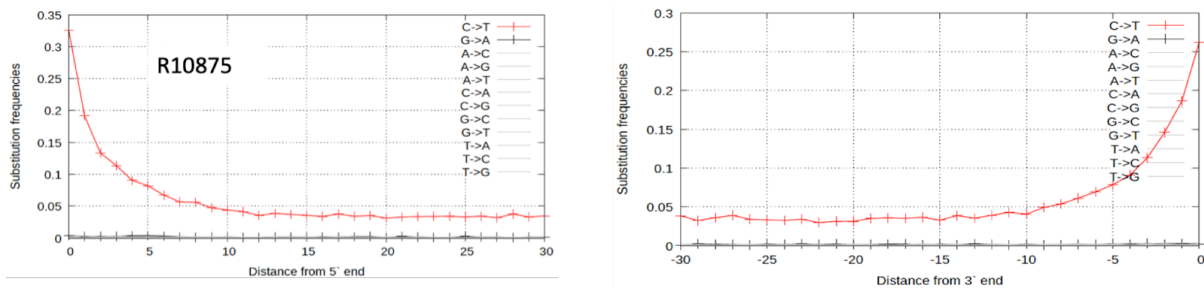 0.35
0.3
0.25
0.2
0.15
0.1
0.05
0
Substitution frequencies
R10875
C->T
G->A
A->C
A->G
A->T
C->A
C->G
G->C
G->T
T->A
T->C
T->G
0 5 10 15 20 25 30
Distance from 5` end
0.3
0.25
0.2
0.15
0.1
0.05
0
Substitution frequencies
C->T
G->A
A->C
A->G
A->T
C->A
C->G
G->C
G->T
T->A
T->C
T->G
-30 -25 -20 -15 -10 -5 0
Distance from 3` end